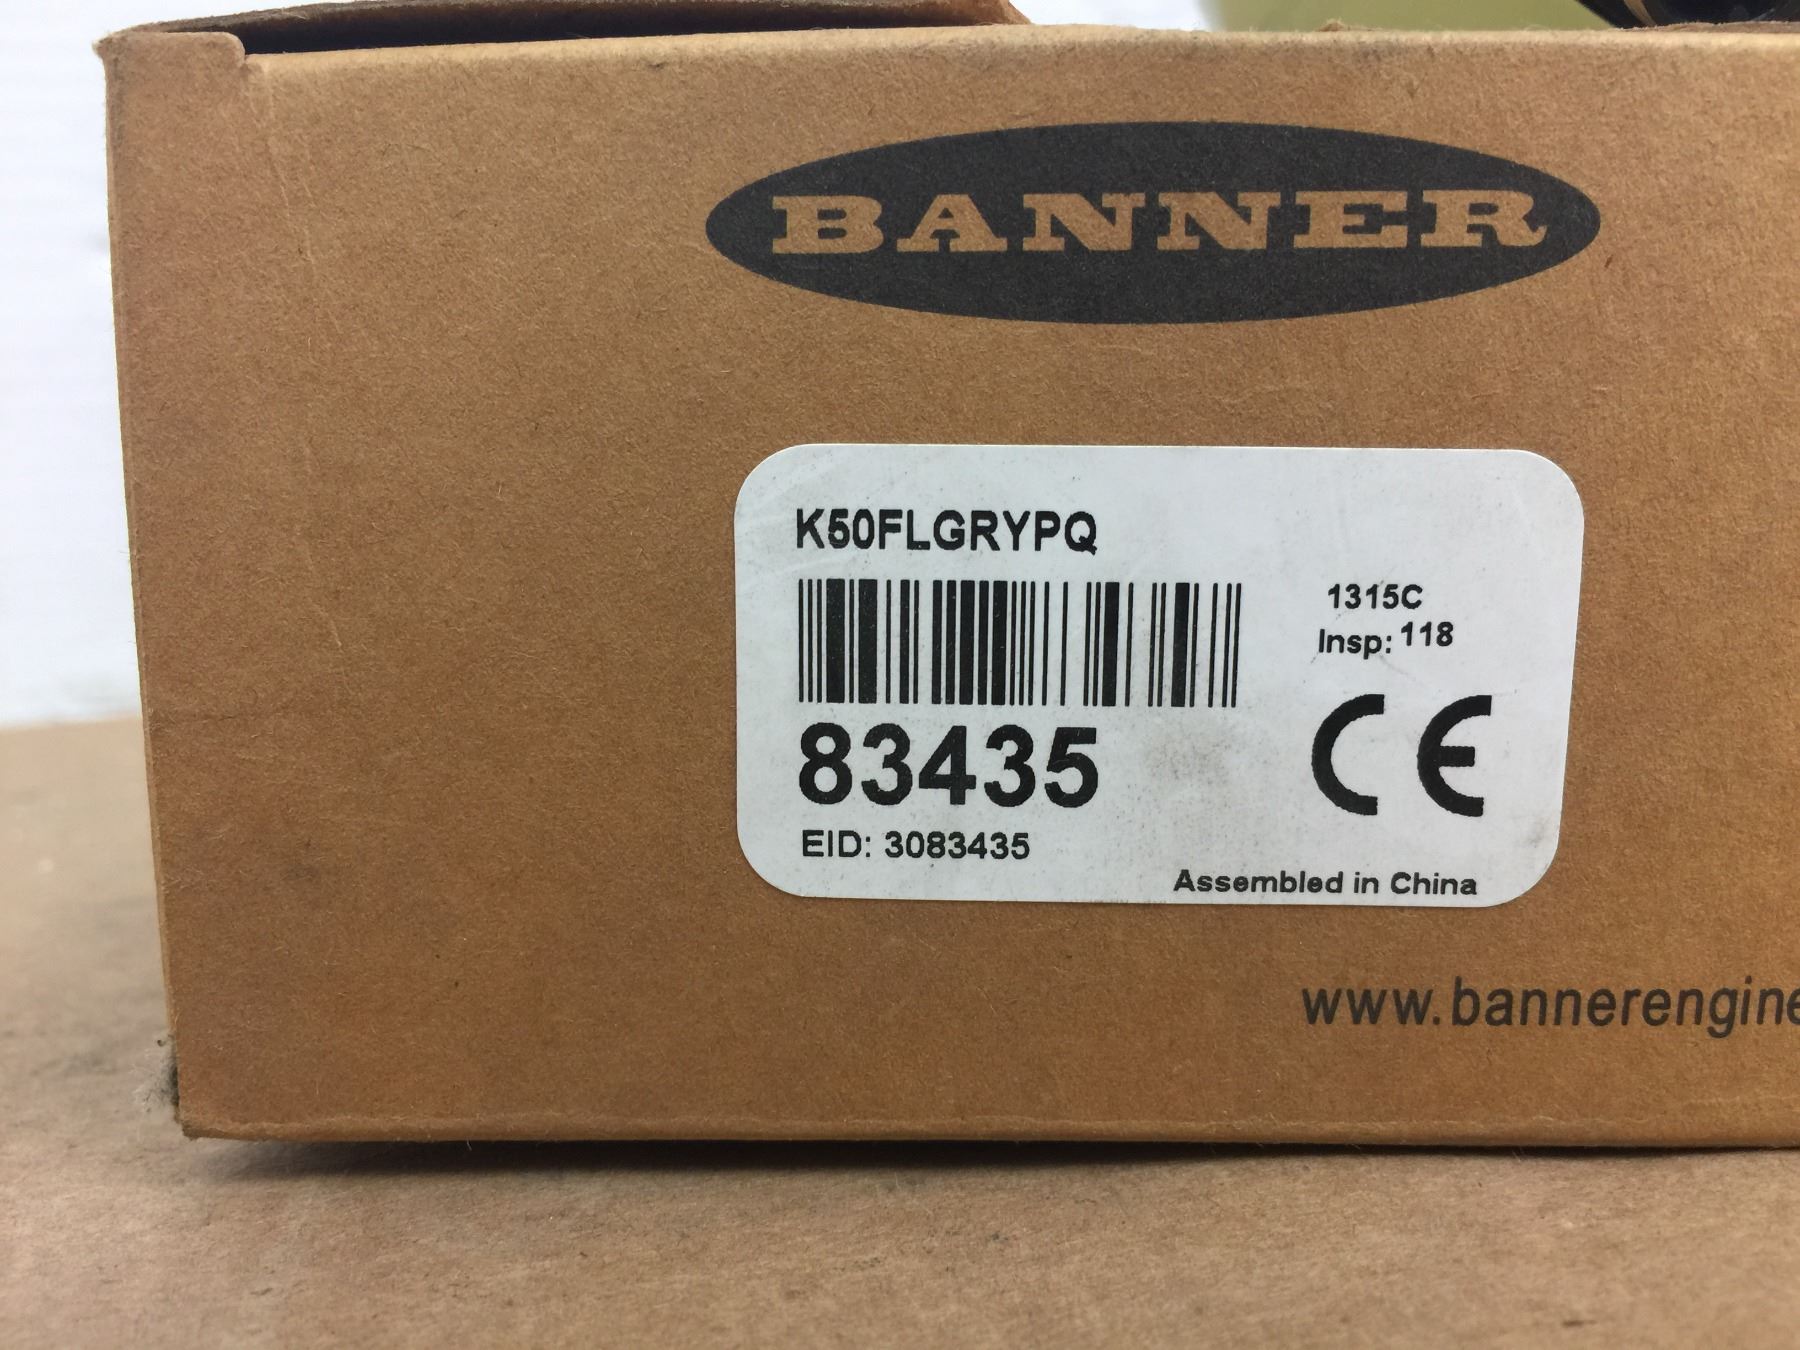 BANNER
K50FLGRYPQ
1315C
Insp: 118
83435
CE
EID: 3083435
Assembled in China
www.bannerengine